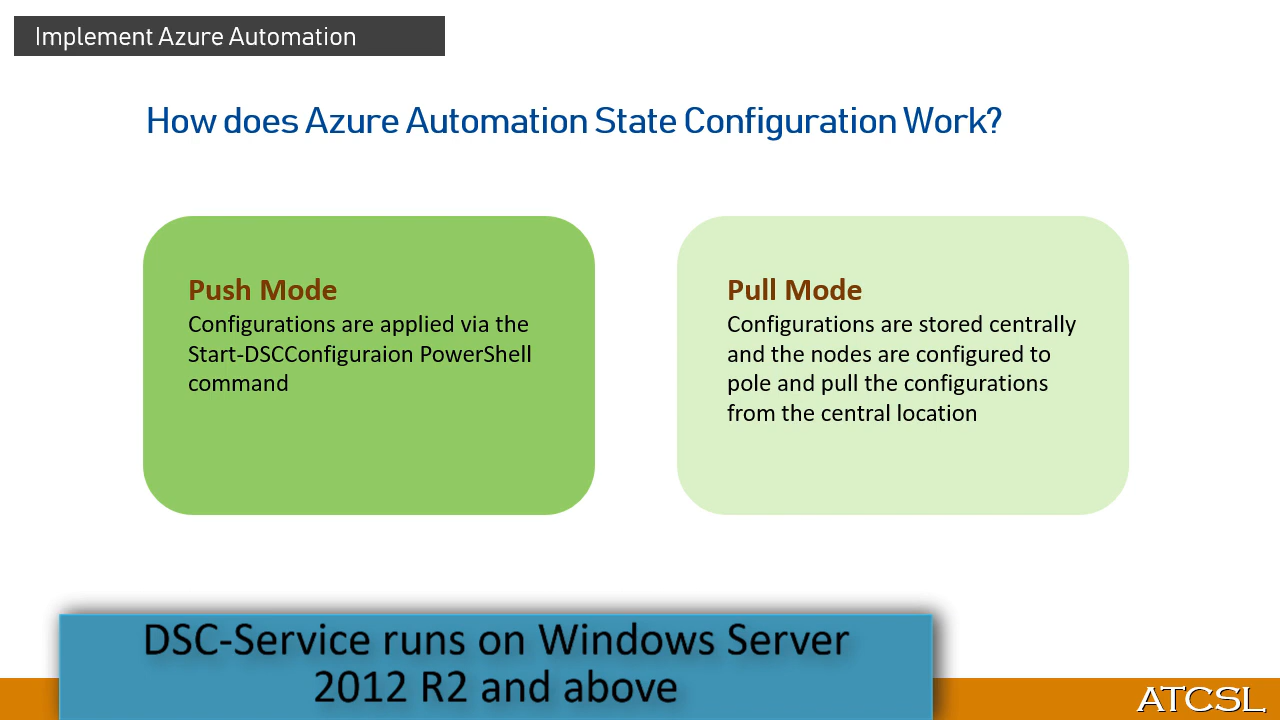 Implement Azure Automation
How does Azure Automation State Configuration Work?
Push Mode
Configurations are applied via the
Start-DSCConfiguraion PowerShell
command
Pull Mode
Configurations are stored centrally
and the nodes are configured to
pole and pull the configurations
from the central location
DSC-Service runs on Windows Server
2012 R2 and above
ATCSL